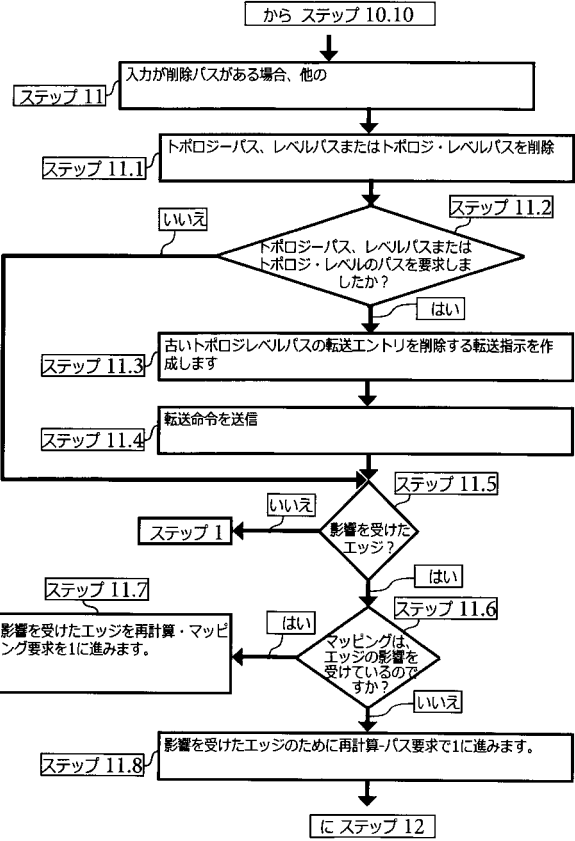 から ステップ 10.10
入力が削除パスがある場合、他の
ステップ 11
トポロジーパス、レベルパスまたはトポロジ・レベルパスを削除
ステップ 11.1
いいえ
ステップ 11.2
トポロジーパス、レベルパスまたは
トポロジ・レベルのパスを要求しま
したか？
はい
古いトポロジレベルパスの転送エントリを削除する転送指示を作
成します
ステップ 11.3
転送命令を送信
ステップ 11.4
ステップ 11.5
いいえ
ステップ 1
影響を受けた
エッジ？
はい
ステップ 11.7
ステップ 11.6
影響を受けたエッジを再計算・マッピ
ング要求を1に進みます。
はい
マッピングは、
エッジの影響を
受けているので
すか？
いいえ
影響を受けたエッジのために再計算-パス要求で1に進みます。
ステップ 11.8
に ステップ 12